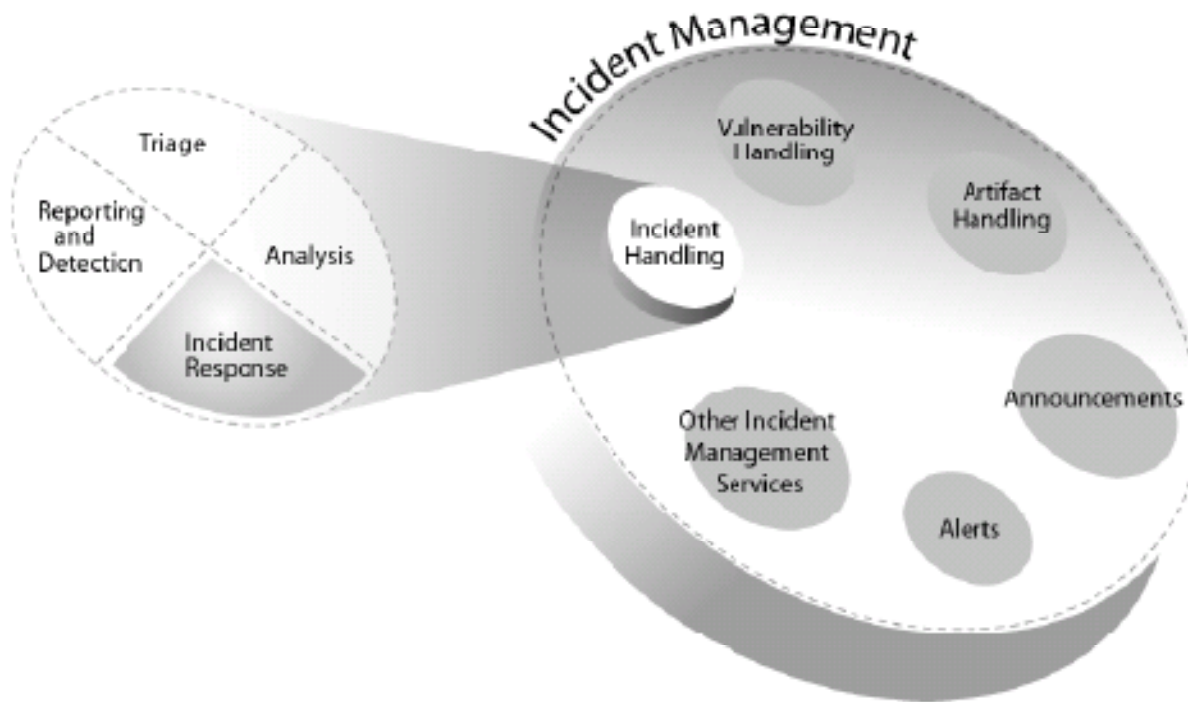 Incident Management
Triage
Reporting
and
Detection
Analysis
Incident
Response
Incident
Handling
Vulnerability
Handling
Artifact
Handling
Announcements
Other Incident
Management
Services
Alerts